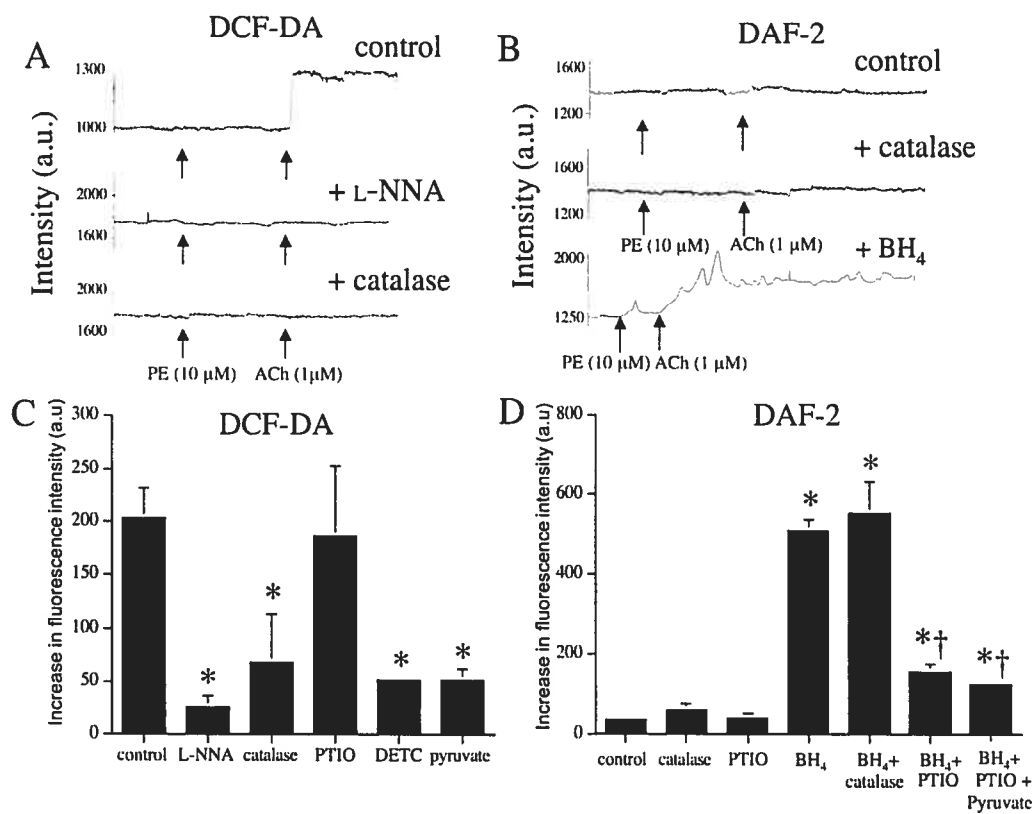 A
DCF-DA
control
1300
1000
+ L-NNA
2000
1600
+ catalase
2000
1600
PE (10 µM)
ACh (1µM)
Intensity (a.u.)
B
DAF-2
control
1600
1200
+ catalase
1600
1200
PE (10 µM)
ACh (1 µM)
+ BH4
2000
1250
PE (10 µM)
ACh (1 µM)
Intensity (a.u.)
C
DCF-DA
Increase in fluorescence intensity (a.u)
300
250
200
150
100
50
0
* * * *
control L-NNA catalase PTIO DETC pyruvate
D
DAF-2
Increase in fluorescence intensity (a.u)
800
600
400
200
0
* * *† *†
control catalase PTIO BH4 BH4+ catalase BH4+ PTIO BH4+ PTIO + Pyruvate